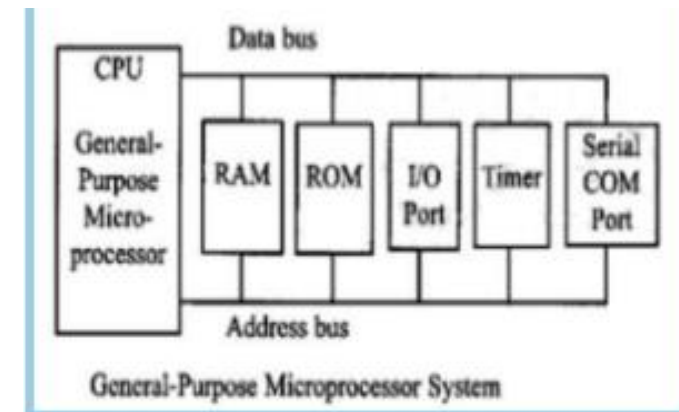 Data bus
CPU
General-
Purpose
Micro-
processor
RAM
ROM
I/O
Port
Timer
Serial
COM
Port
Address bus
General-Purpose Microprocessor System